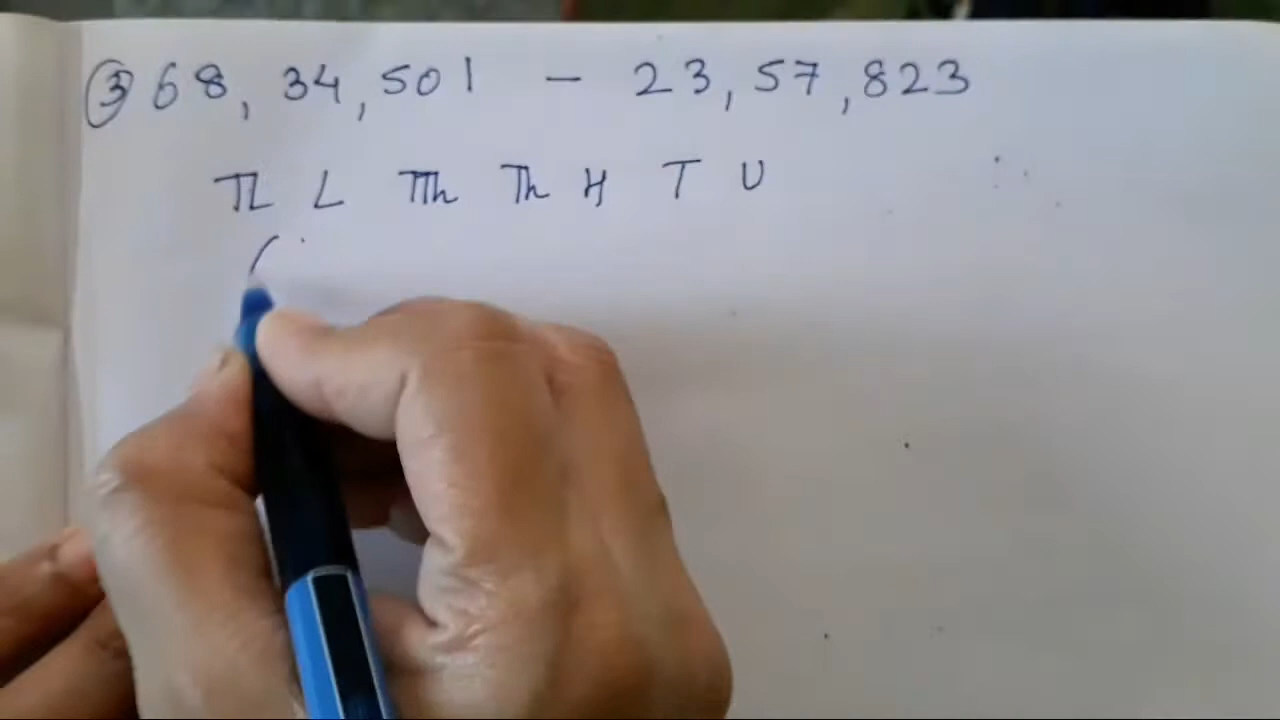 ③ 68, 34, 501 - 23, 57, 823
TL L TTh Th H T U